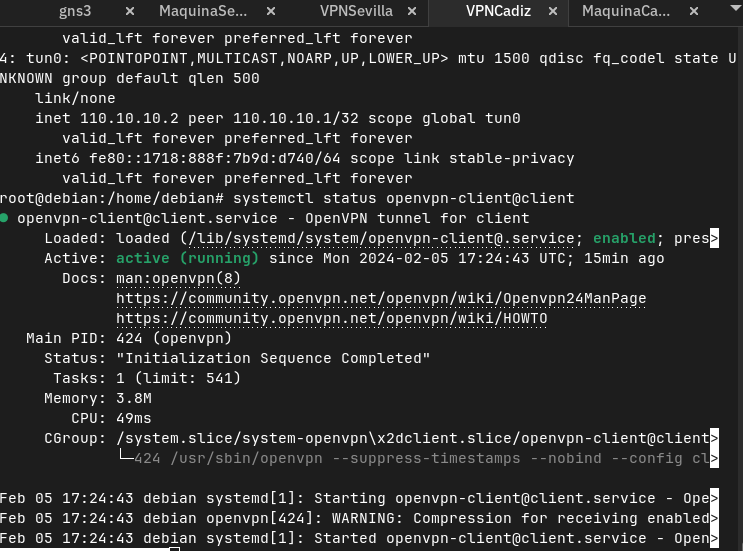 gns3 × MaquinaSe... × VPNSevilla × VPNCadiz × MaquinaCa... ×
valid_lft forever preferred_lft forever
4: tun0: <POINTOPOINT,MULTICAST,NOARP,UP,LOWER_UP> mtu 1500 qdisc fq_codel state U
NKNOWN group default qlen 500
link/none
inet 110.10.10.2 peer 110.10.10.1/32 scope global tun0
valid_lft forever preferred_lft forever
inet6 fe80::1718:888f:7b9d:d740/64 scope link stable-privacy
valid_lft forever preferred_lft forever
root@debian:/home/debian# systemctl status openvpn-client@client
● openvpn-client@client.service - OpenVPN tunnel for client
Loaded: loaded (/lib/systemd/system/openvpn-client@.service; enabled; pres>
Active: active (running) since Mon 2024-02-05 17:24:43 UTC; 15min ago
Docs: man:openvpn(8)
https://community.openvpn.net/openvpn/wiki/Openvpn24ManPage
https://community.openvpn.net/openvpn/wiki/HOWTO
Main PID: 424 (openvpn)
Status: "Initialization Sequence Completed"
Tasks: 1 (limit: 541)
Memory: 3.8M
CPU: 49ms
CGroup: /system.slice/system-openvpn\x2dclient.slice/openvpn-client@client>
└─424 /usr/sbin/openvpn --suppress-timestamps --nobind --config cl>
Feb 05 17:24:43 debian systemd[1]: Starting openvpn-client@client.service - Ope>
Feb 05 17:24:43 debian openvpn[424]: WARNING: Compression for receiving enabled>
Feb 05 17:24:43 debian systemd[1]: Started openvpn-client@client.service - Open>